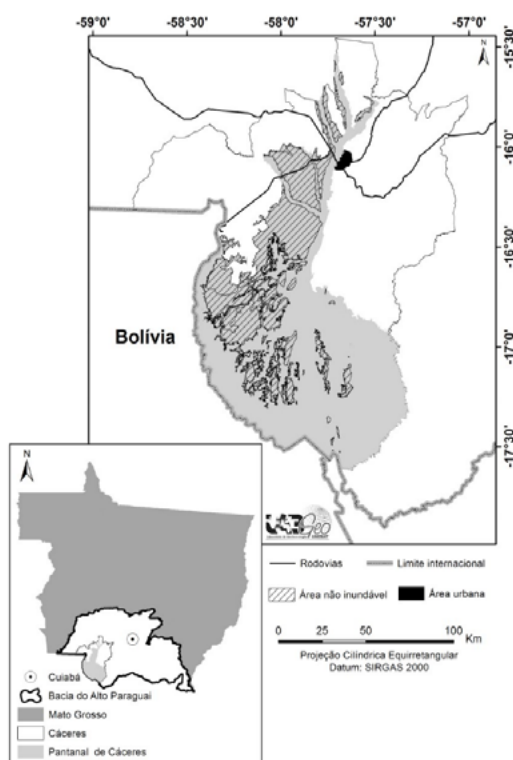 -59°0' -58°30' -58°0' -57°30' -57°0'
N
-15°30'
-16°0'
-16°30'
-17°0'
-17°30'
Bolívia
Geo
Rodovias Limite internacional
Área não inundável Área urbana
0 25 50 100
Km
Projeção Cilíndrica Equirretangular
Datum: SIRGAS 2000
N
Cuiabá
Bacia do Alto Paraguai
Mato Grosso
Cáceres
Pantanal de Cáceres